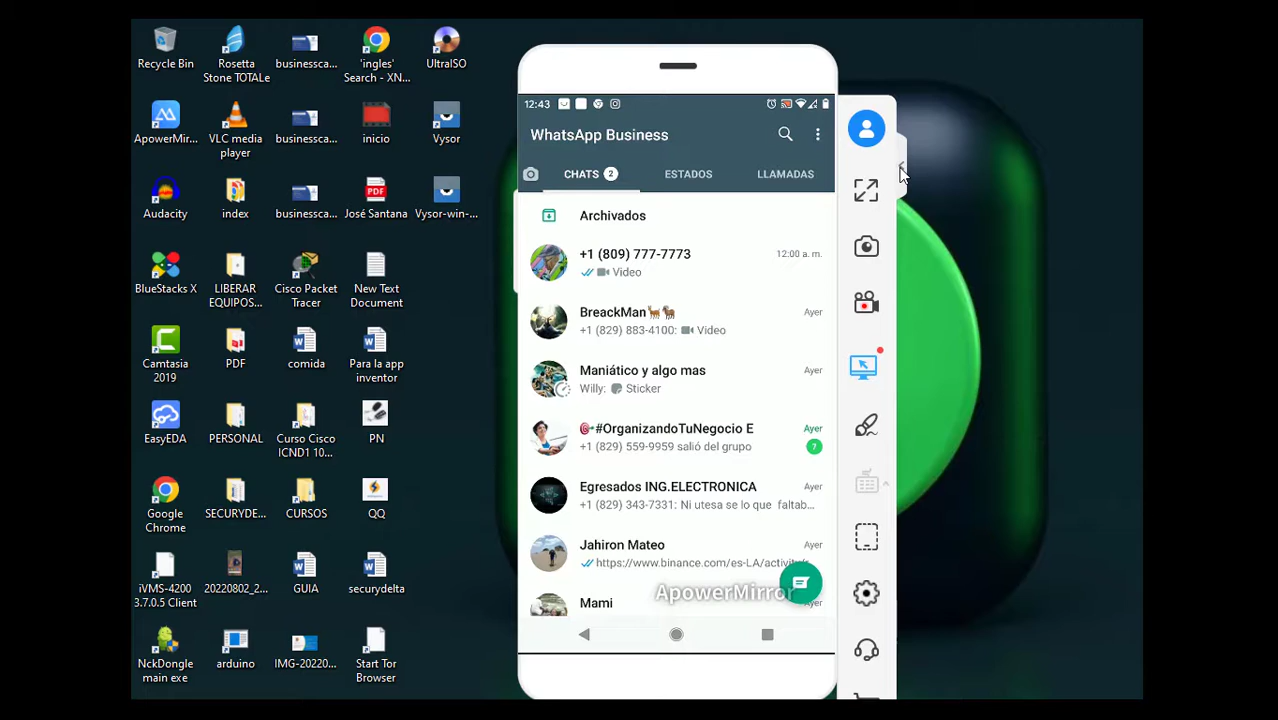 Recycle Bin
Rosetta
Stone TOTALe
businessca...
'ingles'
Search - XN...
UltraISO
ApowerMir...
VLC media
player
businessca...
inicio
Vysor
Audacity
index
businessca...
José Santana
Vysor-win-...
BlueStacks X
LIBERAR
EQUIPOS...
Cisco Packet
Tracer
New Text
Document
Camtasia
2019
PDF
comida
Para la app
inventor
EasyEDA
PERSONAL
Curso Cisco
ICND1 10...
PN
Google
Chrome
SECURYDE...
CURSOS
QQ
iVMS-4200
3.7.0.5 Client
20220802_2...
GUIA
securydelta
NckDongle
main exe
arduino
IMG-20220...
Start Tor
Browser
12:43
WhatsApp Business
CHATS 2
ESTADOS
LLAMADAS
Archivados
+1 (809) 777-7773
12:00 a. m.
Video
BreackMan🦌🐏
Ayer
+1 (829) 883-4100: Video
Maniático y algo mas
Ayer
Willy: Sticker
🎯#OrganizandoTuNegocio E
Ayer
+1 (829) 559-9959 salió del grupo
7
Egresados ING.ELECTRONICA
Ayer
+1 (829) 343-7331: Ni utesa se lo que faltab...
Jahiron Mateo
Ayer
https://www.binance.com/es-LA/activity/r...
Mami
Ayer
ApowerMirror